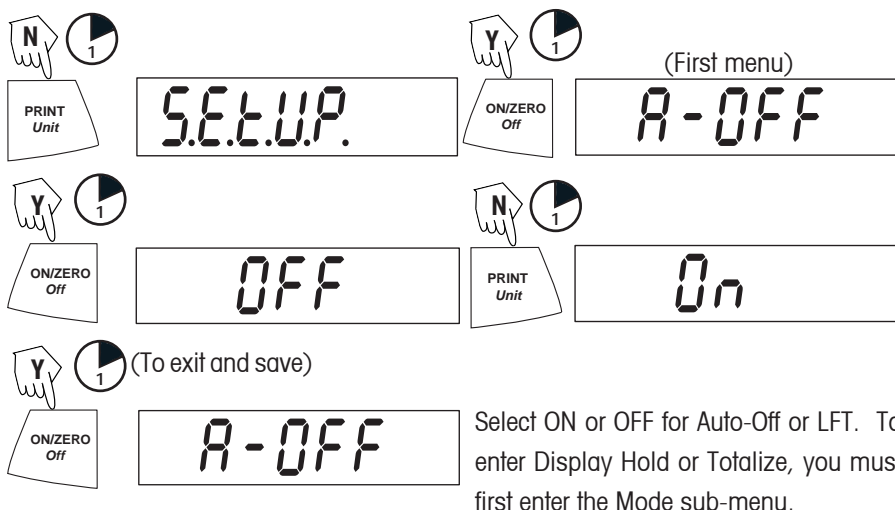 N
1
PRINT
Unit
S.E.t.U.P.
Y
1
(First menu)
ON/ZERO
Off
A-OFF
Y
1
ON/ZERO
Off
OFF
N
1
PRINT
Unit
On
Y
1
(To exit and save)
ON/ZERO
Off
A-OFF
Select ON or OFF for Auto-Off or LFT. To
enter Display Hold or Totalize, you mus
first enter the Mode sub-menu.